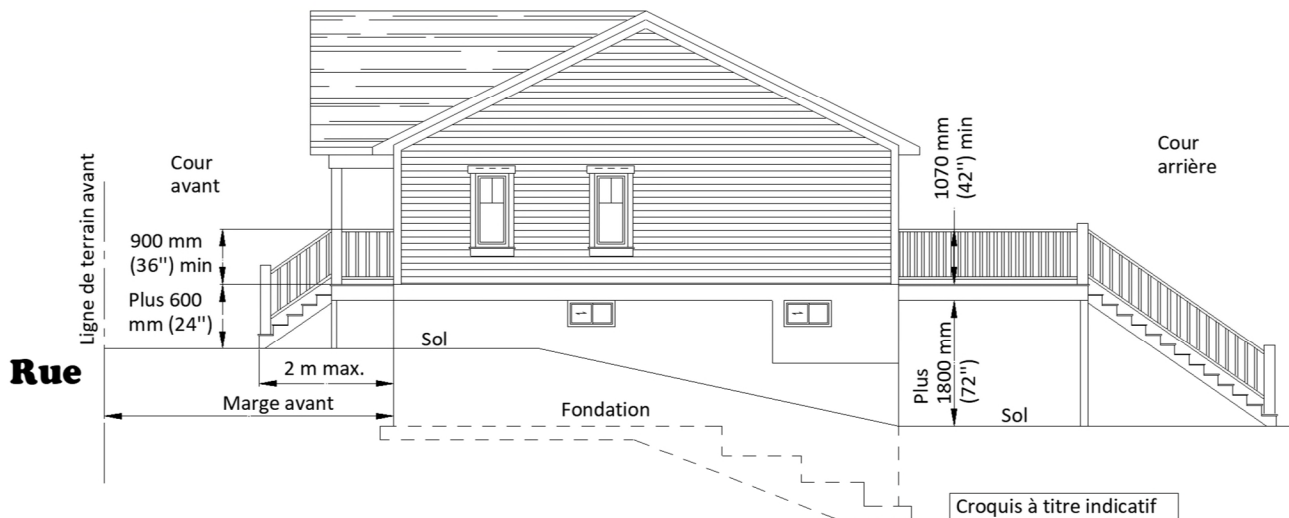 Ligne de terrain avant
Cour
avant
900 mm
(36") min
Plus 600
mm (24")
Rue
2 m max.
Marge avant
Sol
Fondation
1070 mm
(42") min
Cour
arrière
Plus
1800 mm
(72")
Sol
Croquis à titre indicatif